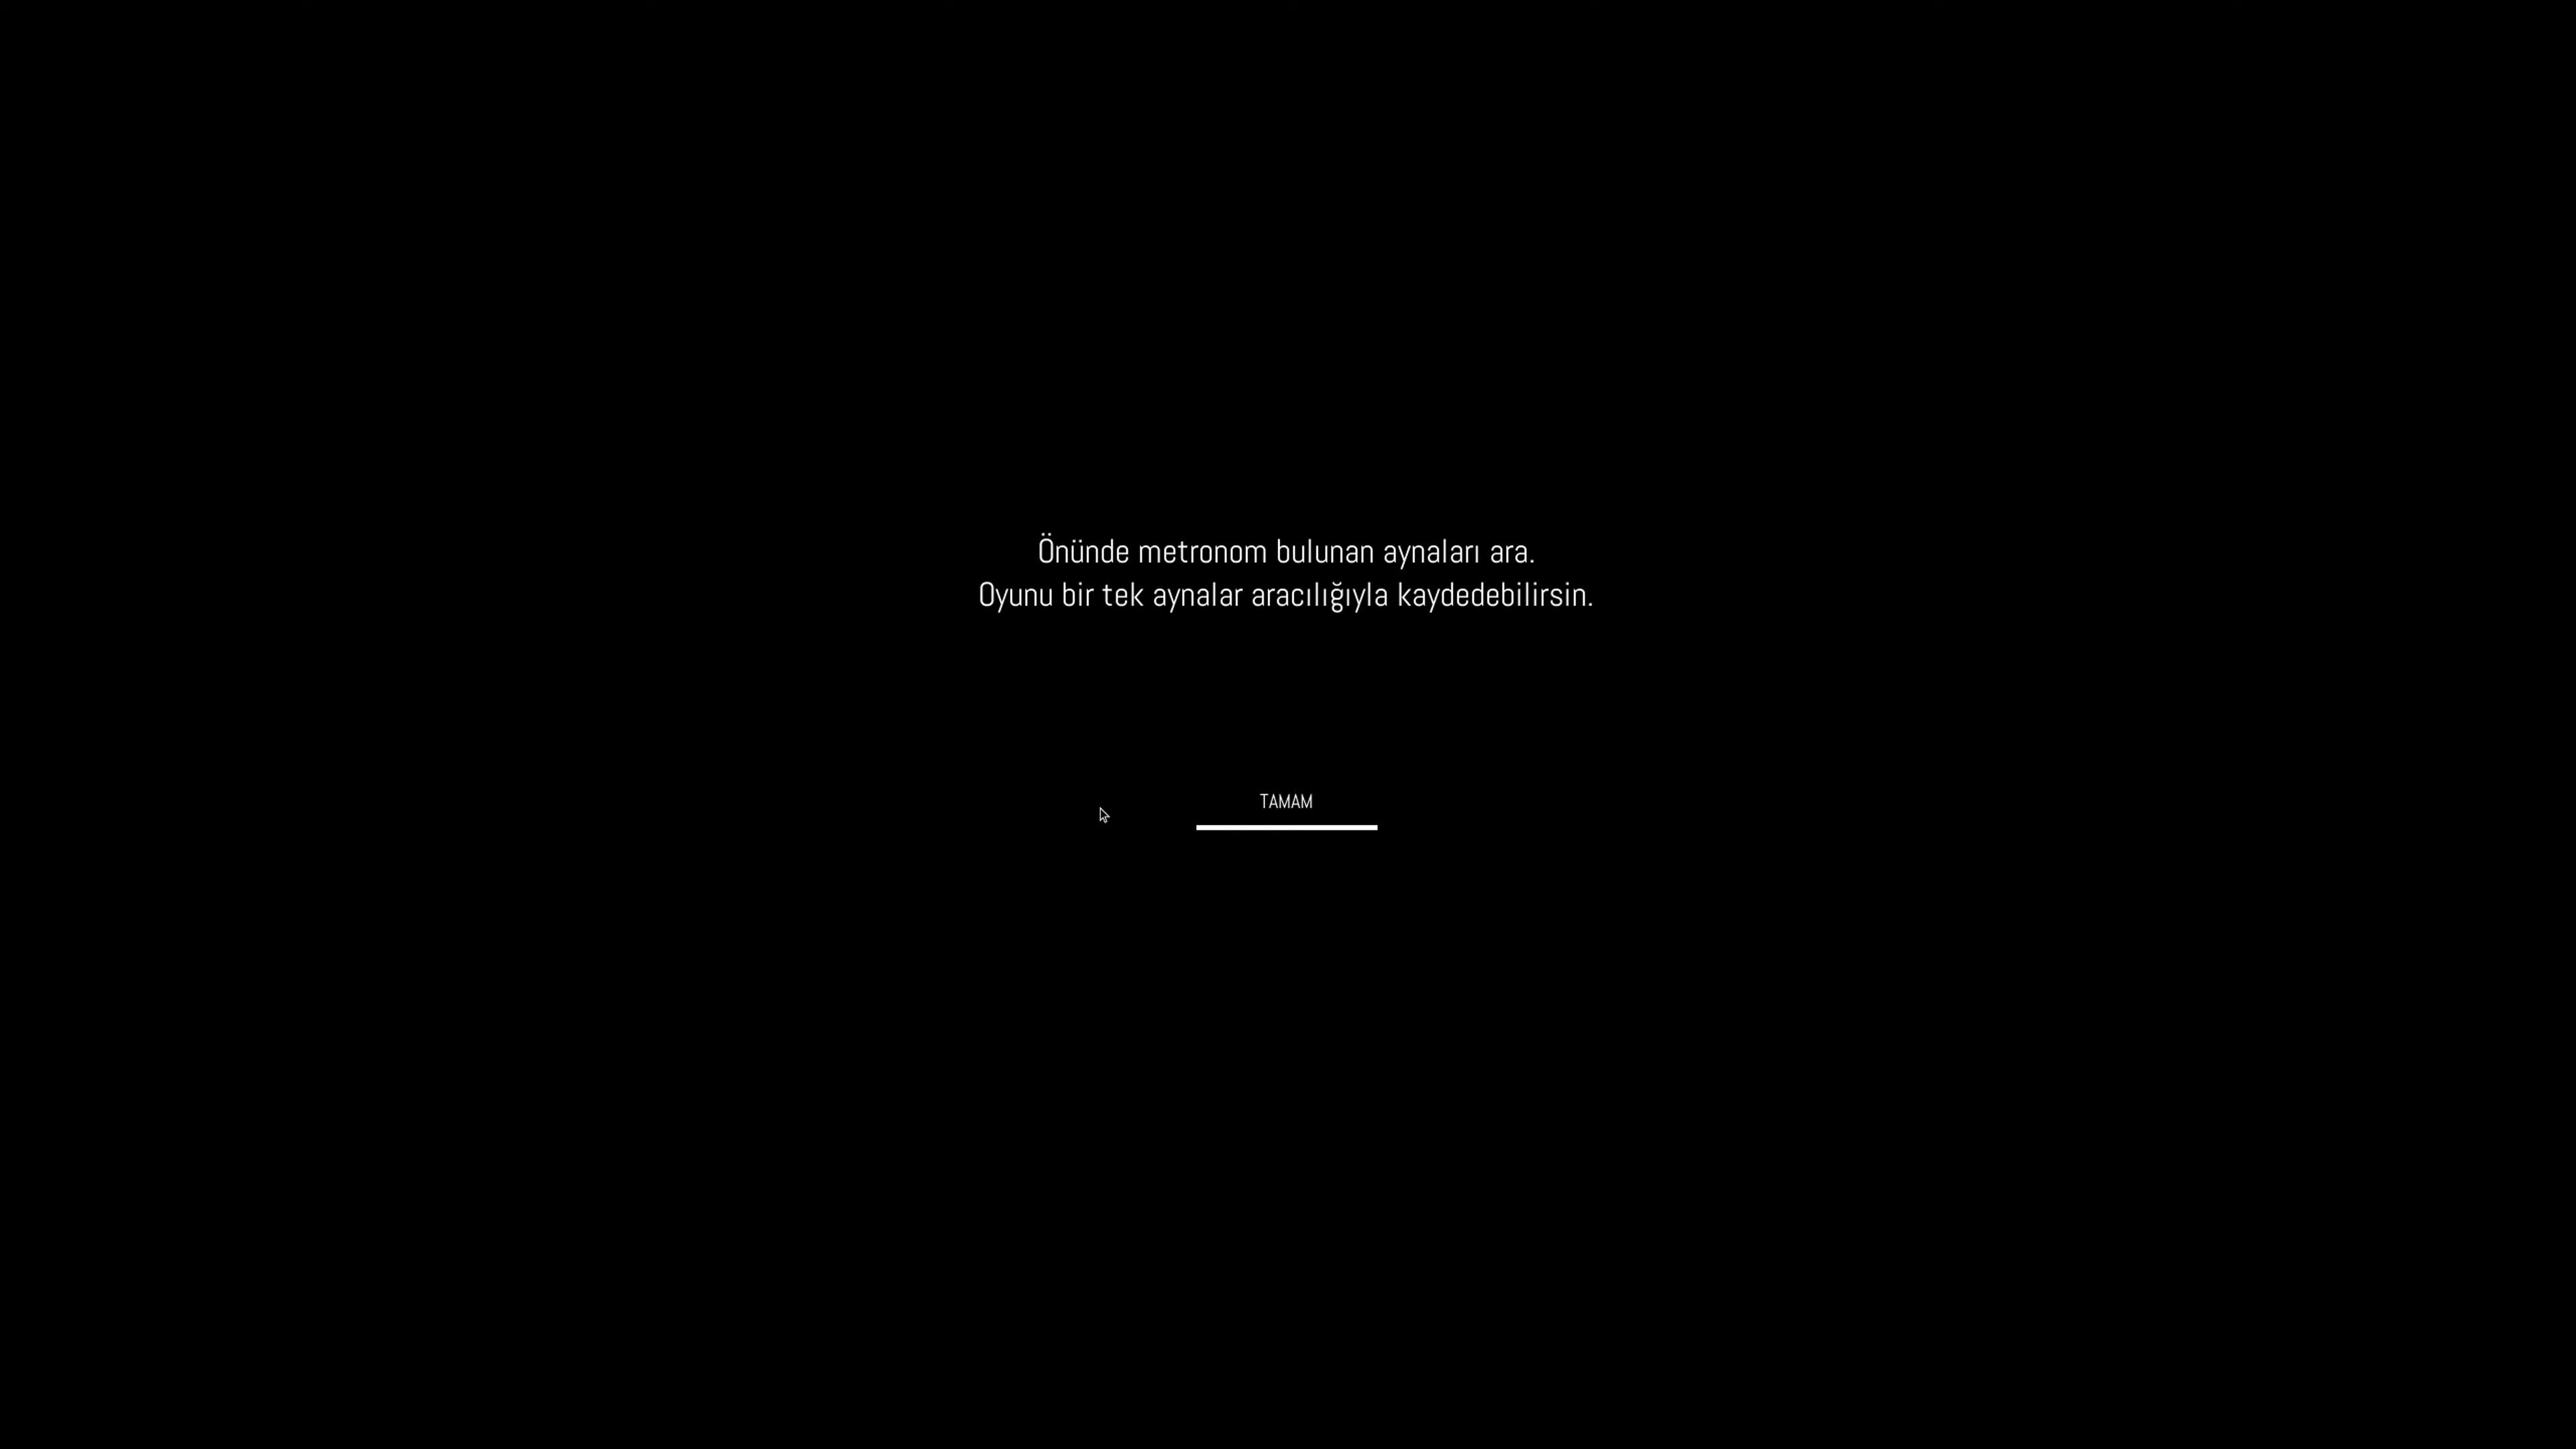 Önünde metronom bulunan aynaları ara.
Oyunu bir tek aynalar aracılığıyla kaydedebilirsin.
TAMAM